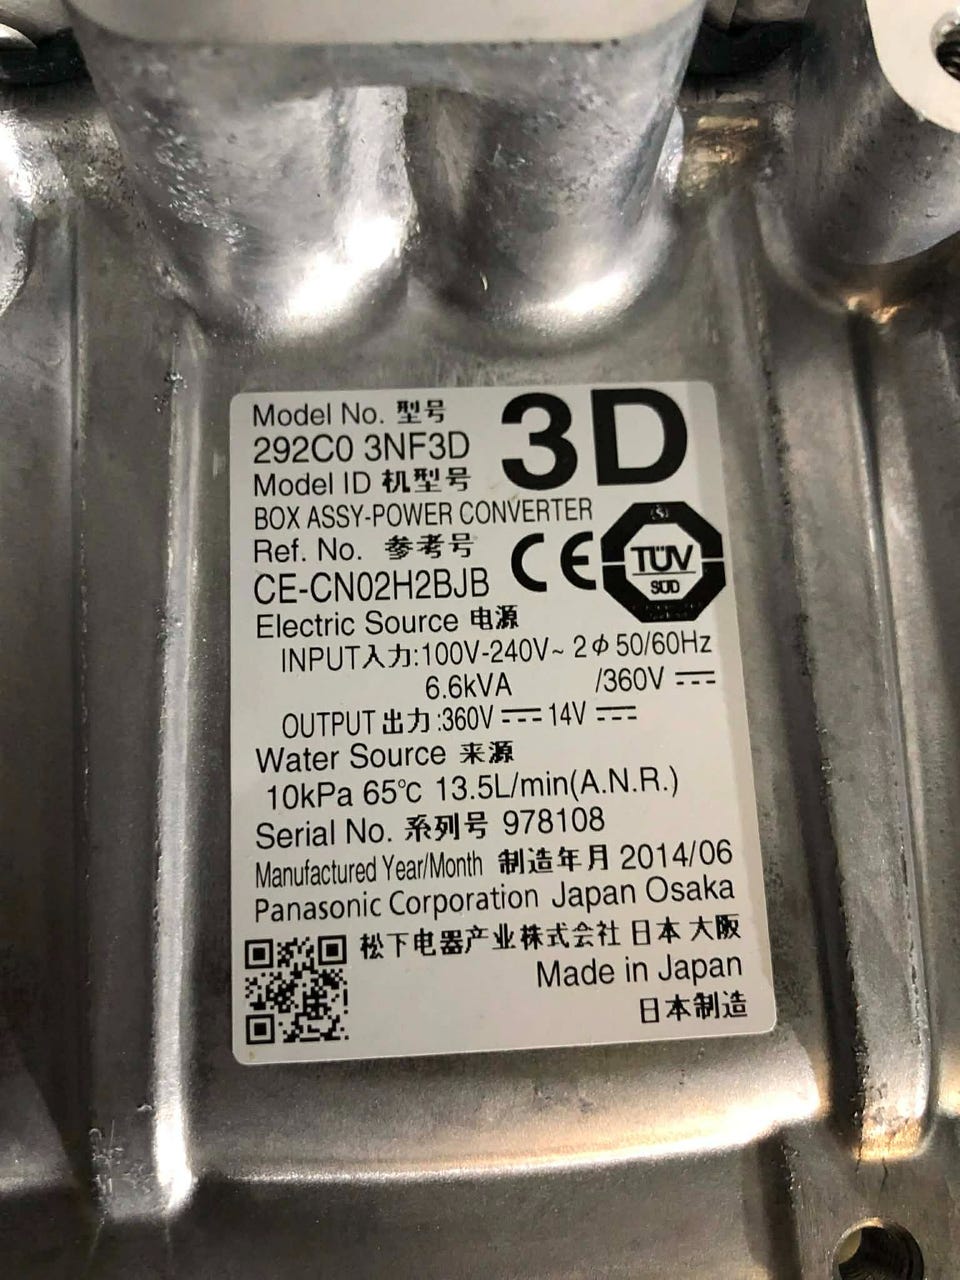 Model No. 型号
292C0 3NF3D
3D
Model ID 机型号
BOX ASSY-POWER CONVERTER
Ref. No. 参考号
CE-CN02H2BJB
CE
TÜV
SÜD
Electric Source 电源
INPUT入力:100V-240V~ 2φ 50/60Hz
6.6kVA /360V ⎓
OUTPUT 出力:360V ⎓ 14V ⎓
Water Source 来源
10kPa 65℃ 13.5L/min(A.N.R.)
Serial No. 系列号 978108
Manufactured Year/Month 制造年月 2014/06
Panasonic Corporation Japan Osaka
松下电器产业株式会社 日本 大阪
Made in Japan
日本制造